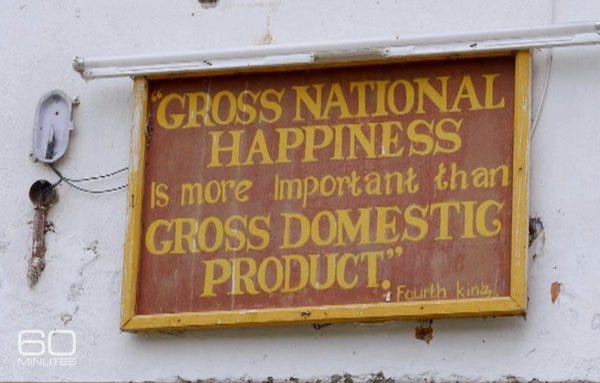 "GROSS NATIONAL
HAPPINESS
Is more Important than
GROSS DOMESTIC
PRODUCT."
- Fourth king
60
MINUTES